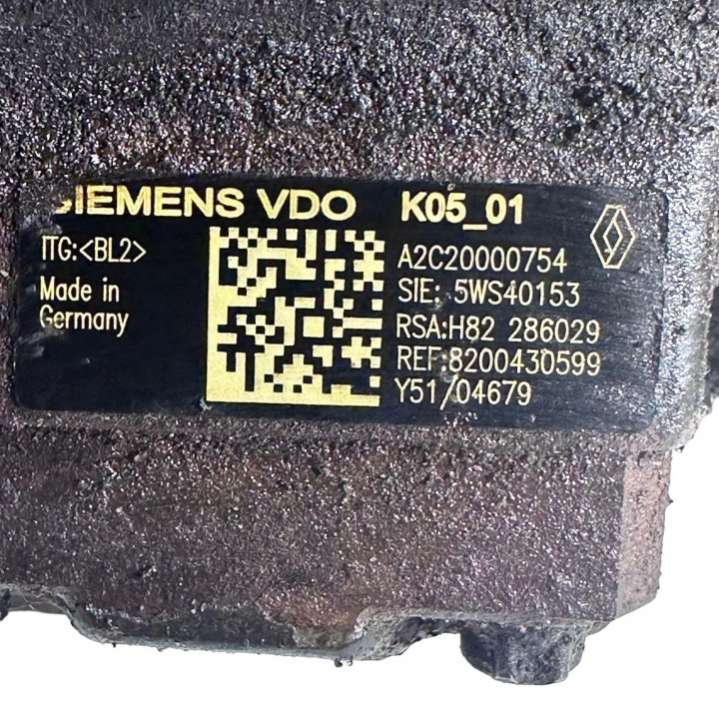 SIEMENS VDO K05_01
ITG:<BL2>
Made in
Germany
A2C20000754
SIE: 5WS40153
RSA:H82 286029
REF:8200430599
Y51/04679